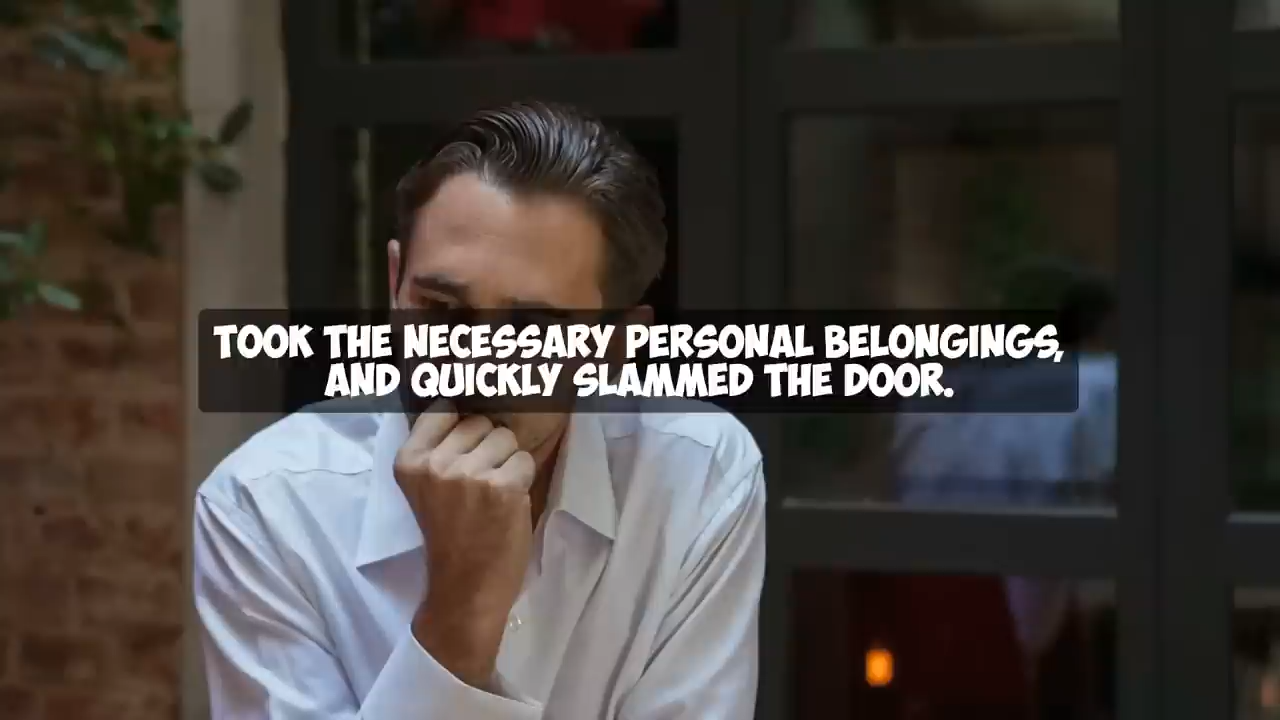 TOOK THE NECESSARY PERSONAL BELONGINGS,
AND QUICKLY SLAMMED THE DOOR.